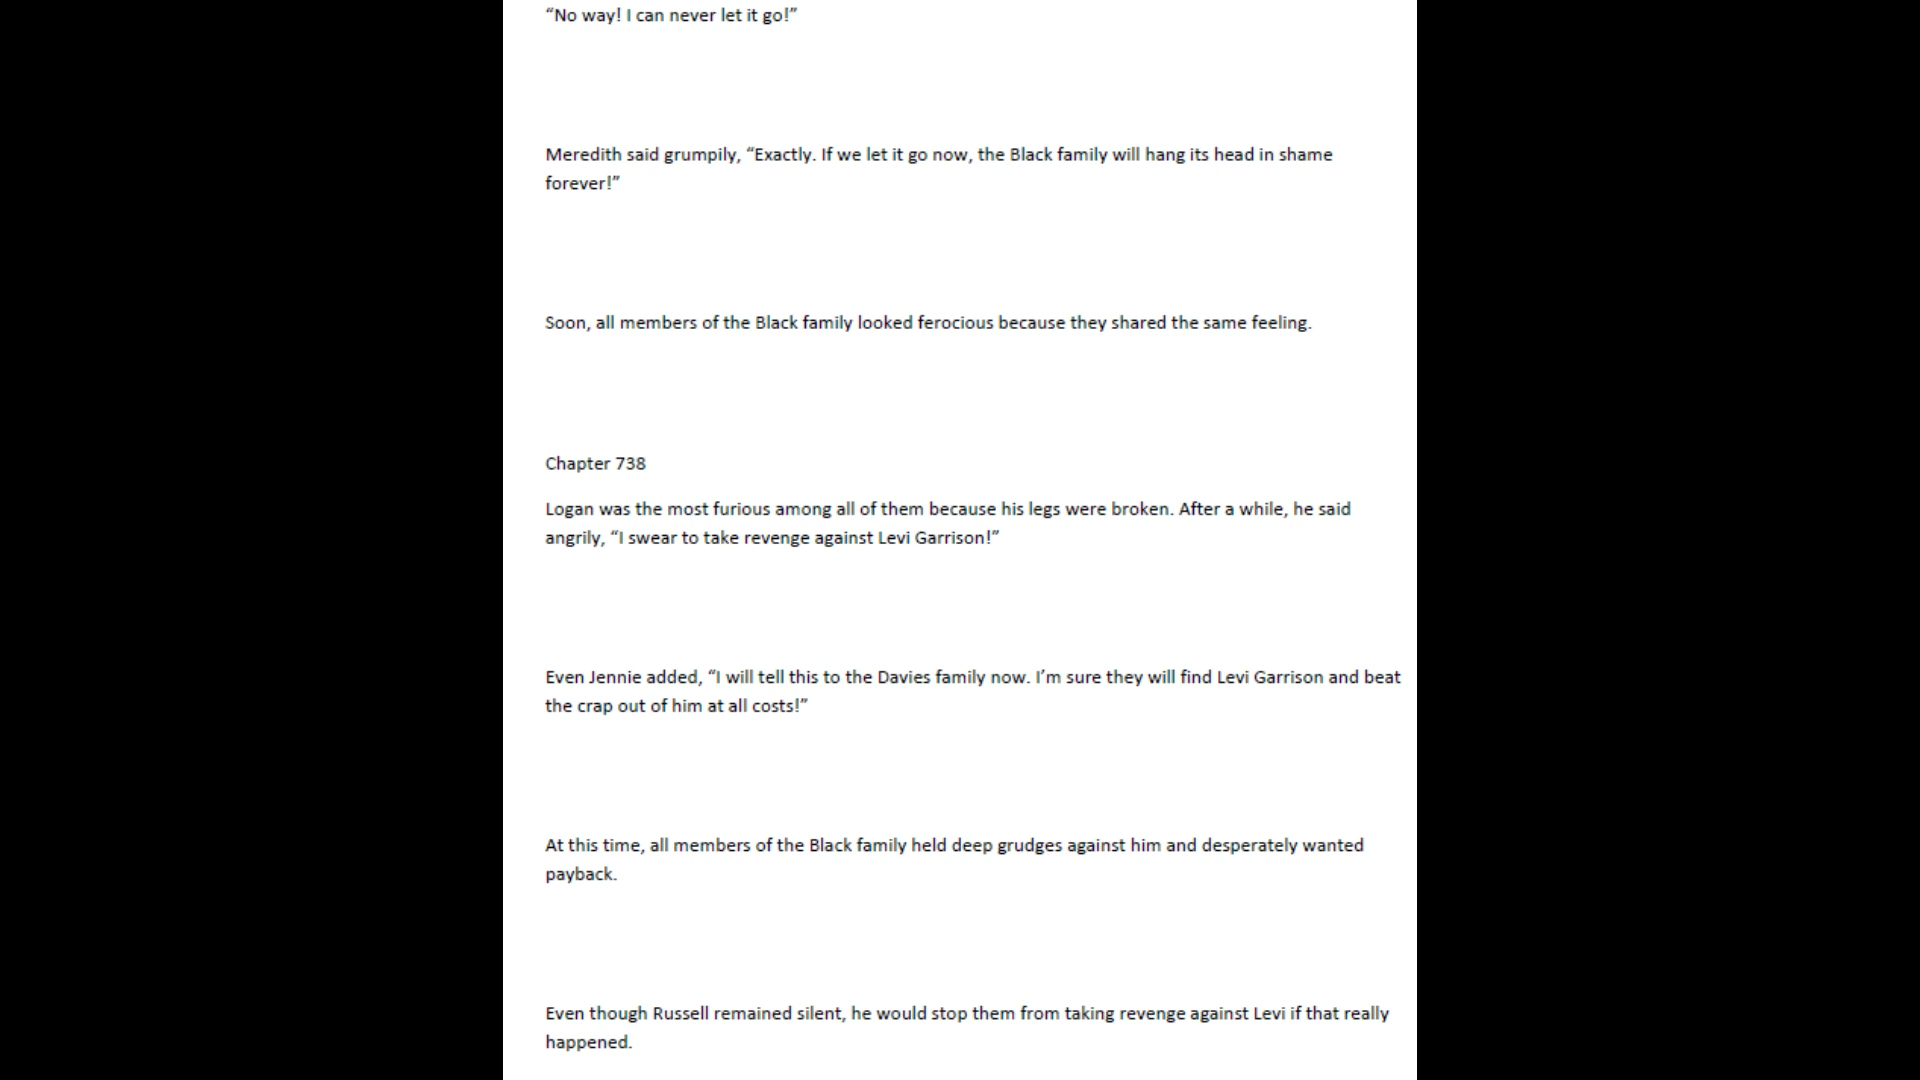 “No way! I can never let it go!”
Meredith said grumpily, “Exactly. If we let it go now, the Black family will hang its head in shame
forever!”
Soon, all members of the Black family looked ferocious because they shared the same feeling.
Chapter 738
Logan was the most furious among all of them because his legs were broken. After a while, he said
angrily, “I swear to take revenge against Levi Garrison!”
Even Jennie added, “I will tell this to the Davies family now. I’m sure they will find Levi Garrison and beat
the crap out of him at all costs!”
At this time, all members of the Black family held deep grudges against him and desperately wanted
payback.
Even though Russell remained silent, he would stop them from taking revenge against Levi if that really
happened.